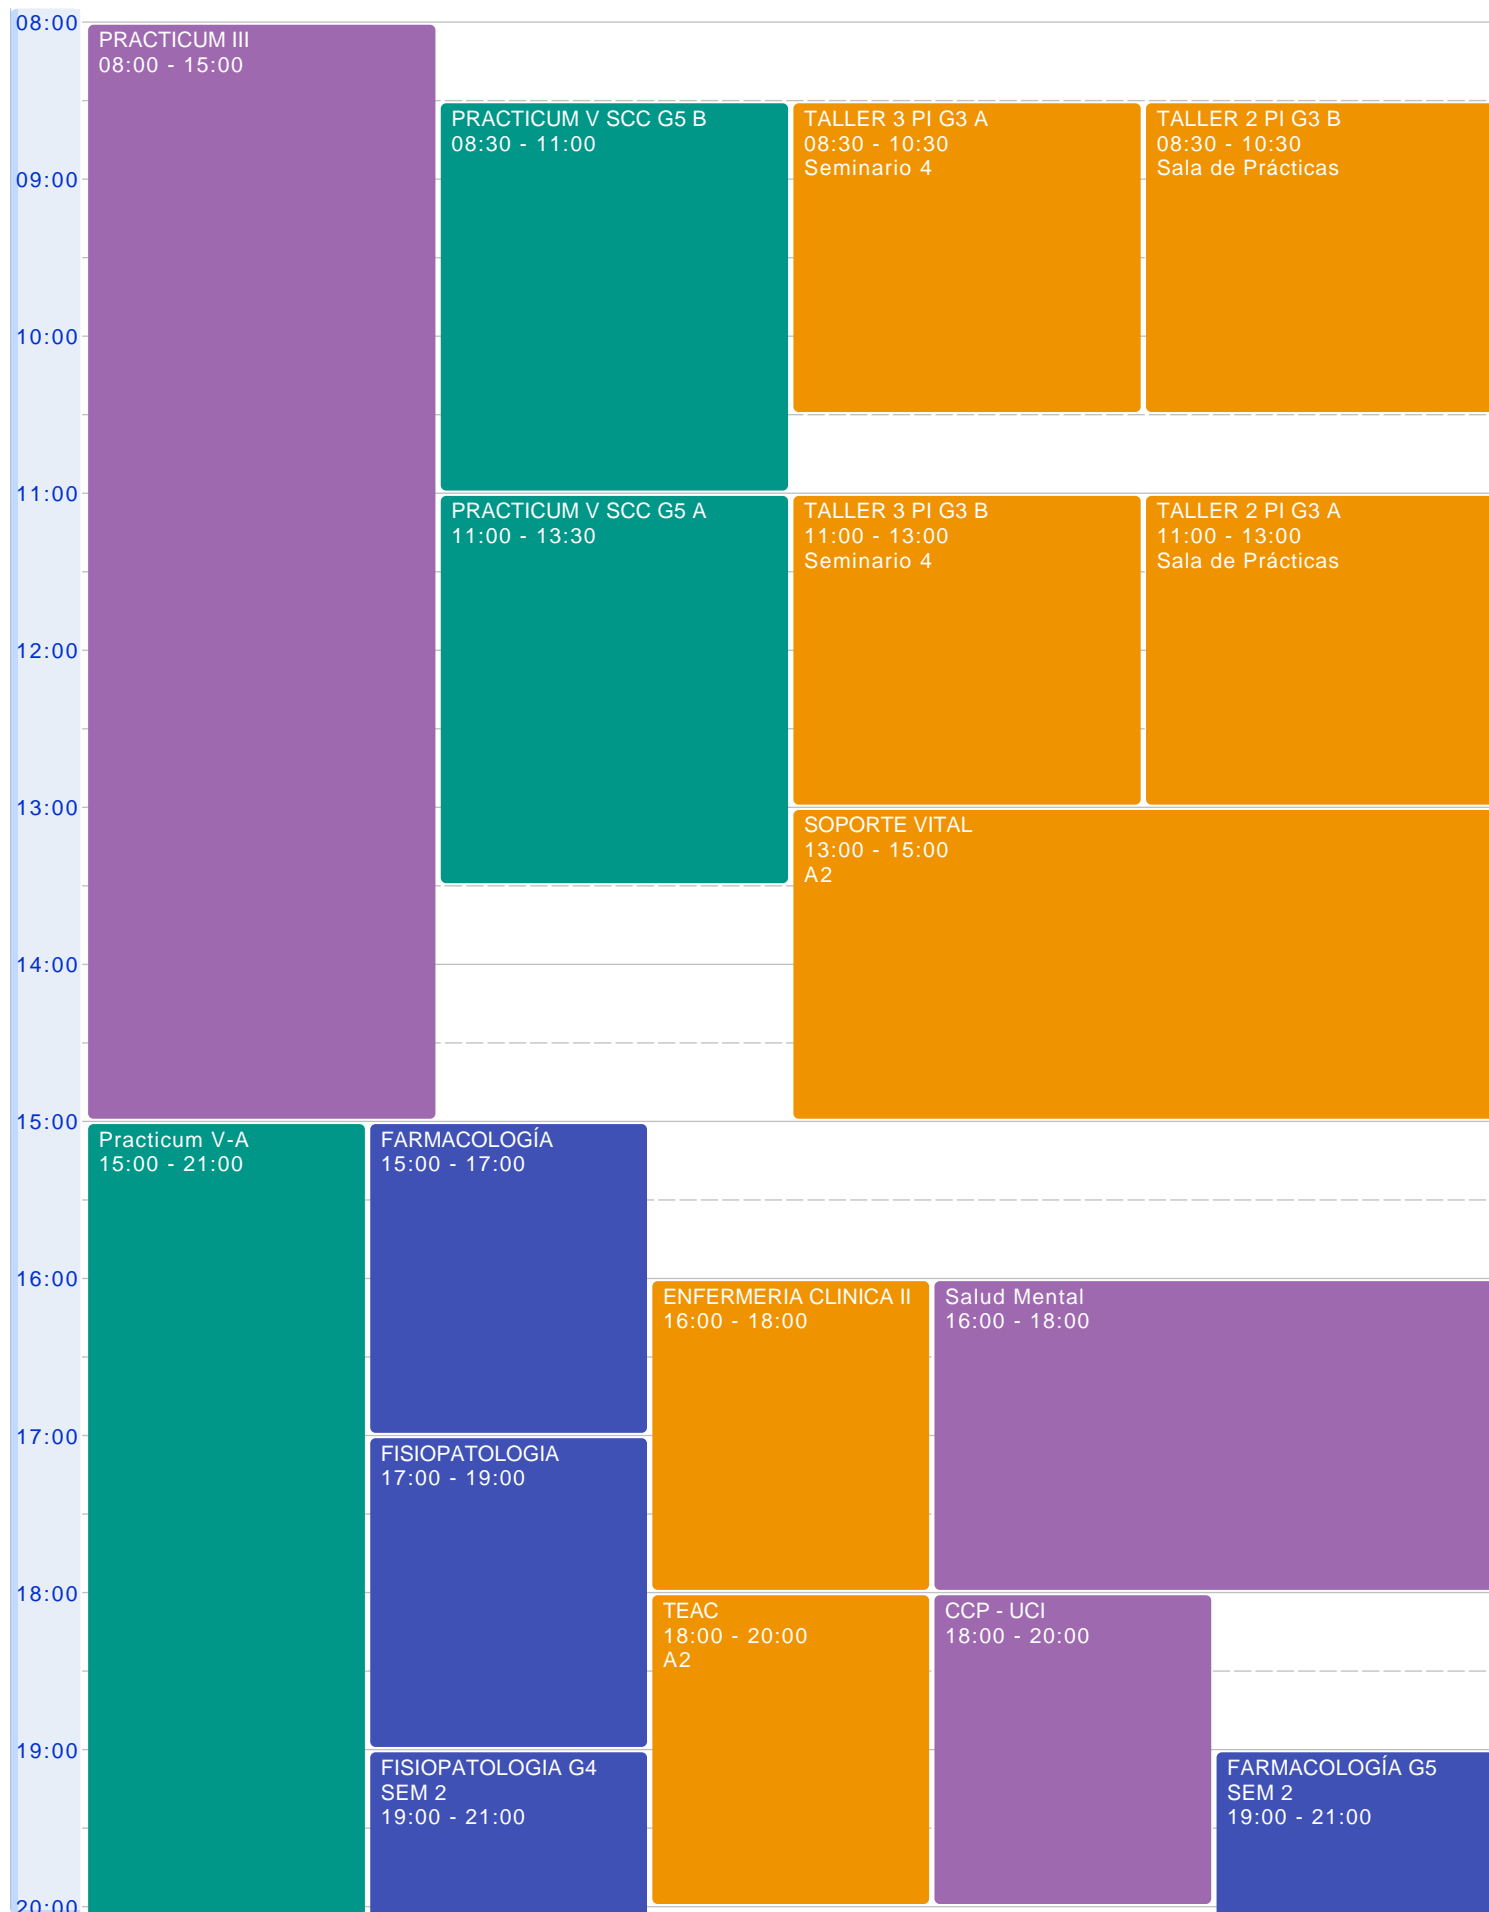 08:00
PRACTICUM III
08:00 - 15:00
PRACTICUM V SCC G5 B
08:30 - 11:00
TALLER 3 PI G3 A
08:30 - 10:30
Seminario 4
TALLER 2 PI G3 B
08:30 - 10:30
Sala de Prácticas
09:00
10:00
11:00
PRACTICUM V SCC G5 A
11:00 - 13:30
TALLER 3 PI G3 B
11:00 - 13:00
Seminario 4
TALLER 2 PI G3 A
11:00 - 13:00
Sala de Prácticas
12:00
13:00
SOPORTE VITAL
13:00 - 15:00
A2
14:00
15:00
Practicum V-A
15:00 - 21:00
FARMACOLOGÍA
15:00 - 17:00
16:00
ENFERMERIA CLINICA II
16:00 - 18:00
Salud Mental
16:00 - 18:00
17:00
FISIOPATOLOGIA
17:00 - 19:00
18:00
TEAC
18:00 - 20:00
A2
CCP - UCI
18:00 - 20:00
19:00
FISIOPATOLOGIA G4
SEM 2
19:00 - 21:00
FARMACOLOGÍA G5
SEM 2
19:00 - 21:00
20:00